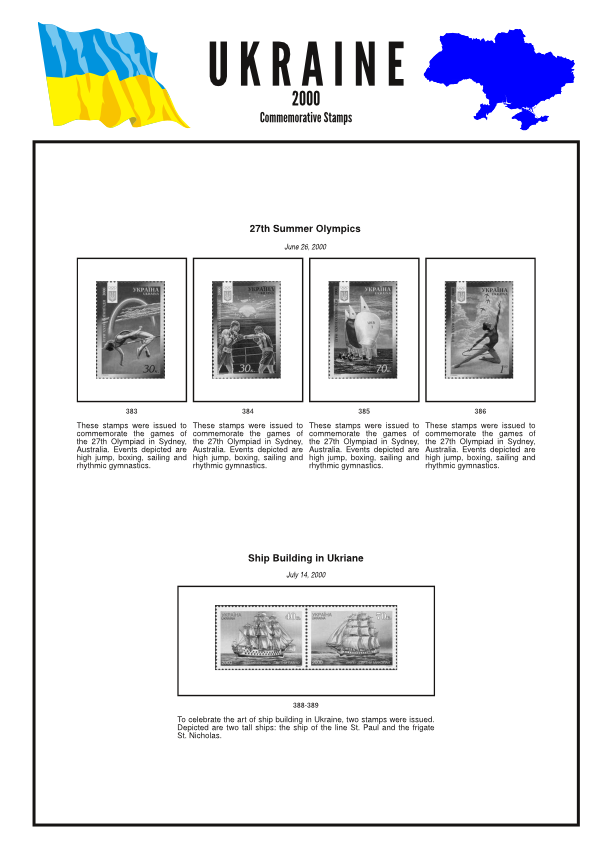 UKRAINE
2000
Commemorative Stamps
27th Summer Olympics
June 26, 2000
УКРАЇНА
УКРАЇНА
УКРАЇНА
УКРАЇНА
30к
30к
70к
383
384
385
386
These stamps were issued to
commemorate the games of
the 27th Olympiad in Sydney,
Australia. Events depicted are
high jump, boxing, sailing and
rhythmic gymnastics.
These stamps were issued to
commemorate the games of
the 27th Olympiad in Sydney,
Australia. Events depicted are
high jump, boxing, sailing and
rhythmic gymnastics.
These stamps were issued to
commemorate the games of
the 27th Olympiad in Sydney,
Australia. Events depicted are
high jump, boxing, sailing and
rhythmic gymnastics.
These stamps were issued to
commemorate the games of
the 27th Olympiad in Sydney,
Australia. Events depicted are
high jump, boxing, sailing and
rhythmic gymnastics.
Ship Building in Ukriane
July 14, 2000
УКРАЇНА
УКРАЇНА
388-389
To celebrate the art of ship building in Ukraine, two stamps were issued.
Depicted are two tall ships: the ship of the line St. Paul and the frigate
St. Nicholas.